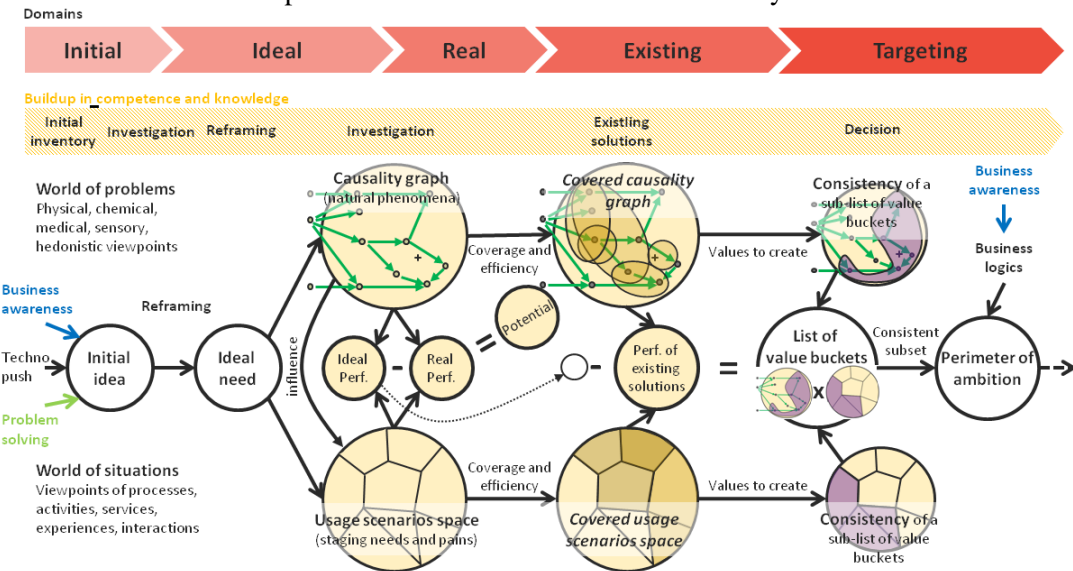 Domains
Initial
Ideal
Real
Existing
Targeting
Buildup in competence and knowledge
Initial
inventory
Investigation
Reframing
Investigation
Existling
solutions
Decision
World of problems
Physical, chemical,
medical, sensory,
hedonistic viewpoints
Causality graph
(natural phenomena)
+
Coverage and
efficiency
Covered causality
graph
+
Values to create
Consistency of a
sub-list of value
buckets
+
Business
awareness
Business
logics
Business
awareness
Techno
push
Problem
solving
Reframing
Initial
idea
Ideal
need
influence
Ideal
Perf.
-
Real
Perf.
=
Potential
-
Perf. of
existing
solutions
=
List of
value buckets
x
Consistent
subset
Perimeter of
ambition
World of situations
Viewpoints of processes,
activities, services,
experiences, interactions
Usage scenarios space
(staging needs and pains)
Coverage and
efficiency
Covered usage
scenarios space
Values to create
Consistency of a
sub-list of value
buckets